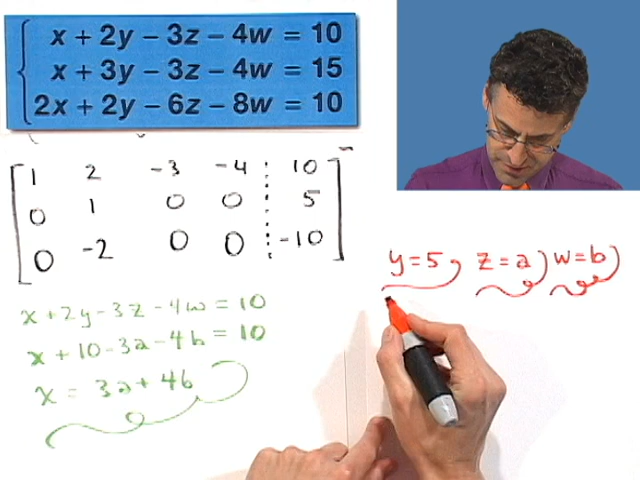 x + 2y − 3z − 4w = 10
x + 3y − 3z − 4w = 15
2x + 2y − 6z − 8w = 10
1 2 -3 -4 10
0 1 0 0 5
0 -2 0 0 -10
y = 5, z = a, w = b
x + 2y - 3z - 4w = 10
x + 10 - 3a - 4b = 10
x = 3a + 4b